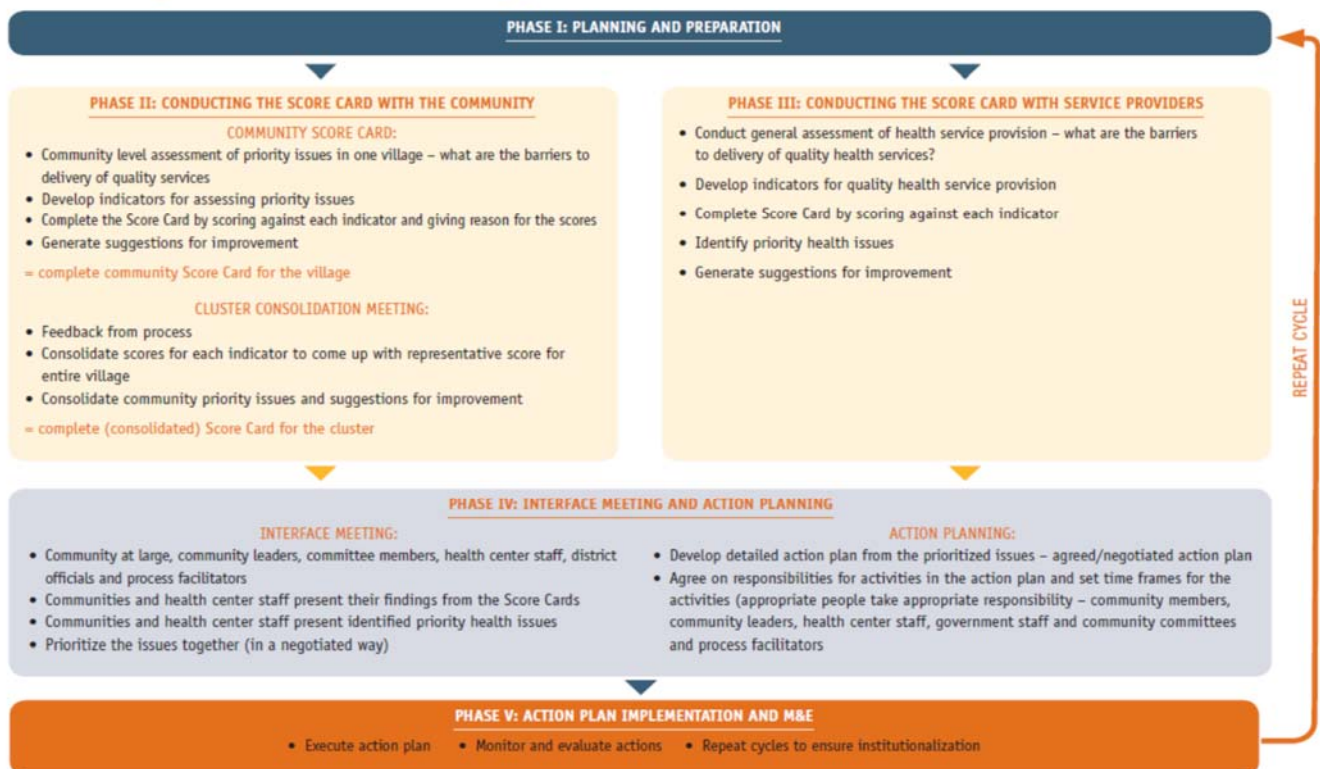 PHASE I: PLANNING AND PREPARATION
PHASE II: CONDUCTING THE SCORE CARD WITH THE COMMUNITY
COMMUNITY SCORE CARD:
• Community level assessment of priority issues in one village – what are the barriers to
delivery of quality services
• Develop indicators for assessing priority issues
• Complete the Score Card by scoring against each indicator and giving reason for the scores
• Generate suggestions for improvement
= complete community Score Card for the village
CLUSTER CONSOLIDATION MEETING:
• Feedback from process
• Consolidate scores for each indicator to come up with representative score for
entire village
• Consolidate community priority issues and suggestions for improvement
= complete (consolidated) Score Card for the cluster
PHASE III: CONDUCTING THE SCORE CARD WITH SERVICE PROVIDERS
• Conduct general assessment of health service provision – what are the barriers
to delivery of quality health services?
• Develop indicators for quality health service provision
• Complete Score Card by scoring against each indicator
• Identify priority health issues
• Generate suggestions for improvement
PHASE IV: INTERFACE MEETING AND ACTION PLANNING
INTERFACE MEETING:
• Community at large, community leaders, committee members, health center staff, district
officials and process facilitators
• Communities and health center staff present their findings from the Score Cards
• Communities and health center staff present identified priority health issues
• Prioritize the issues together (in a negotiated way)
ACTION PLANNING:
• Develop detailed action plan from the prioritized issues – agreed/negotiated action plan
• Agree on responsibilities for activities in the action plan and set time frames for the
activities (appropriate people take appropriate responsibility – community members,
community leaders, health center staff, government staff and community committees
and process facilitators
PHASE V: ACTION PLAN IMPLEMENTATION AND M&E
• Execute action plan • Monitor and evaluate actions • Repeat cycles to ensure institutionalization
REPEAT CYCLE